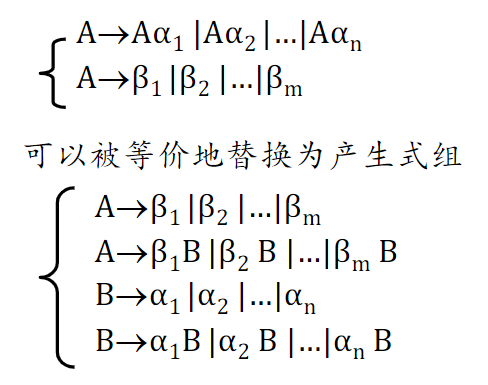 A→Aα₁ |Aα₂ |…|Aαₙ
A→β₁ |β₂ |…|βₘ
可以被等价地替换为产生式组
A→β₁ |β₂ |…|βₘ
A→β₁B |β₂ B |…|βₘ B
B→α₁ |α₂ |…|αₙ
B→α₁B |α₂ B |…|αₙ B